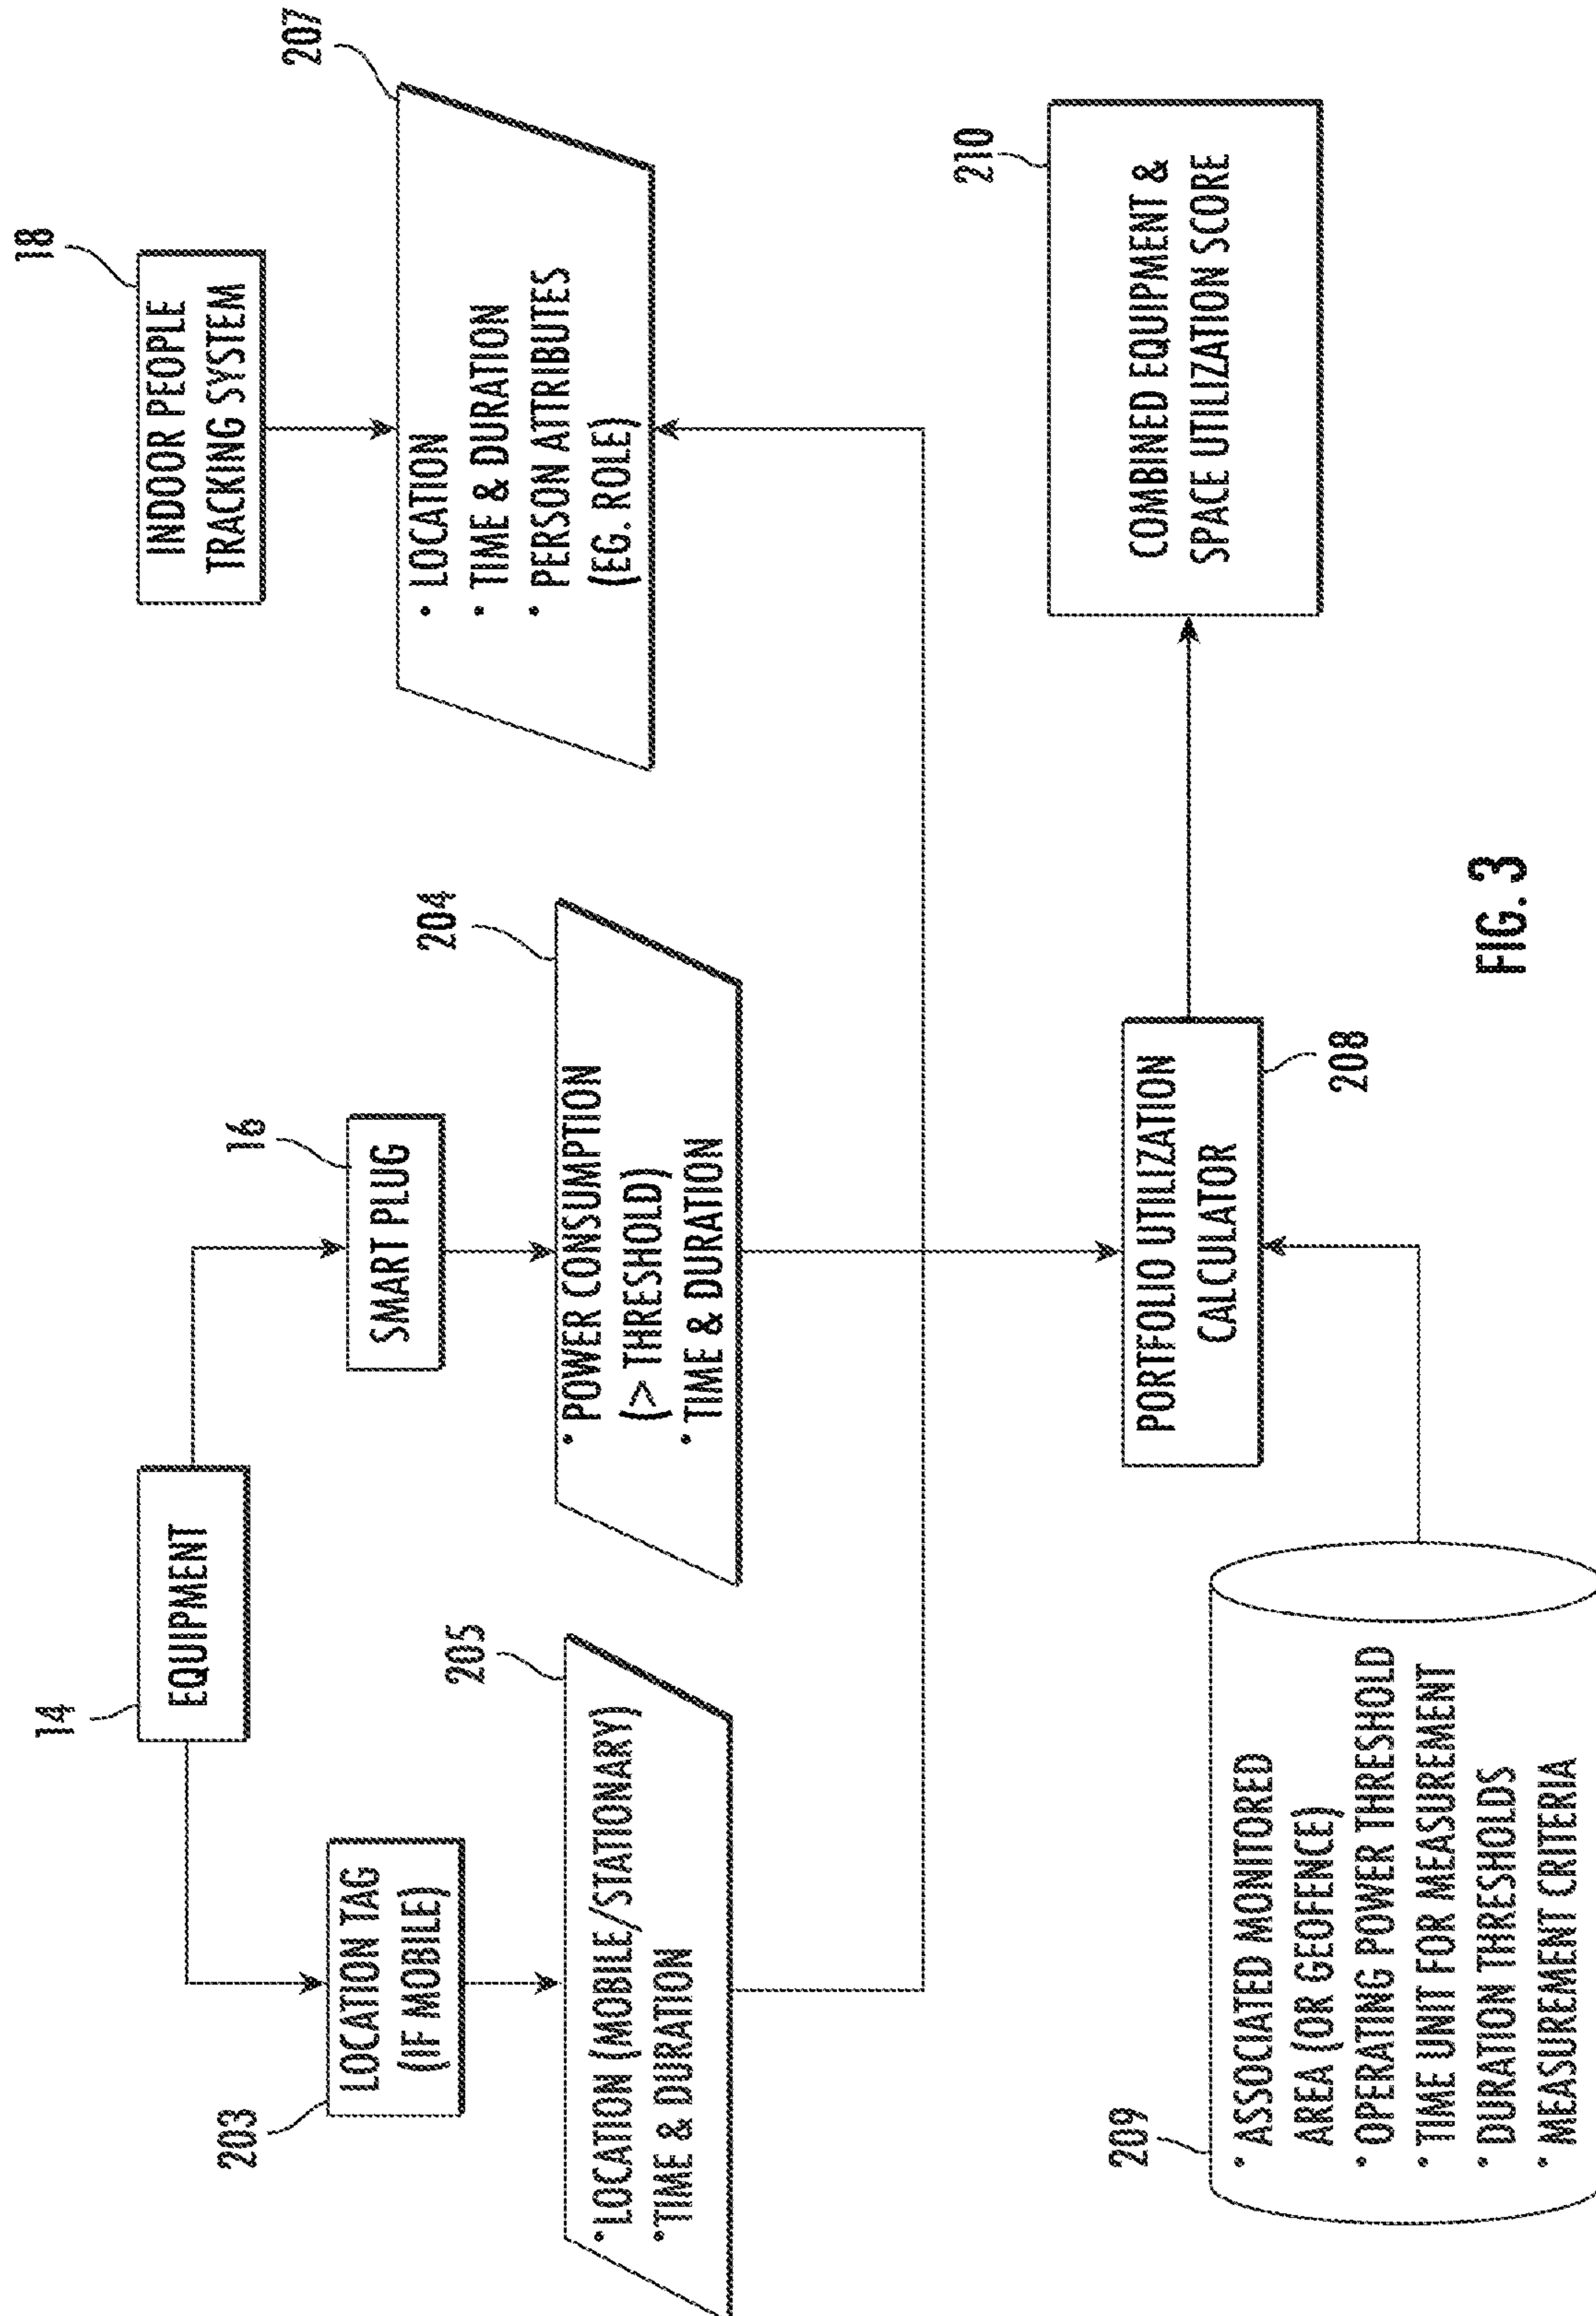 14
EQUIPMENT
18
INDOOR PEOPLE
TRACKING SYSTEM
203
LOCATION TAG
(IF MOBILE)
16
SMART PLUG
207
• LOCATION
• TIME & DURATION
• PERSON ATTRIBUTES
(EG. ROLE)
205
• LOCATION (MOBILE/STATIONARY)
• TIME & DURATION
204
• POWER CONSUMPTION
(> THRESHOLD)
• TIME & DURATION
209
• ASSOCIATED MONITORED
AREA (OR GEOFENCE)
• OPERATING POWER THRESHOLD
• TIME UNIT FOR MEASUREMENT
• DURATION THRESHOLDS
• MEASUREMENT CRITERIA
PORTFOLIO UTILIZATION
CALCULATOR
208
210
COMBINED EQUIPMENT &
SPACE UTILIZATION SCORE
FIG. 3